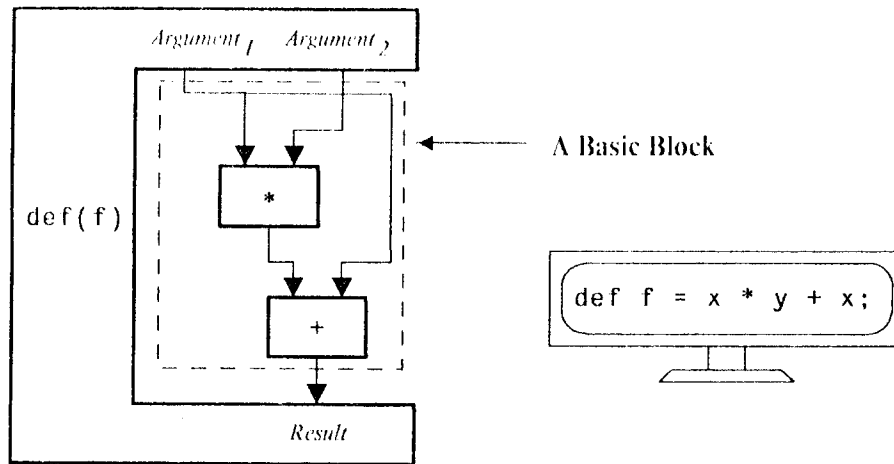 Argument 1 Argument 2
A Basic Block
*
def(f)
def f = x * y + x;
+
Result